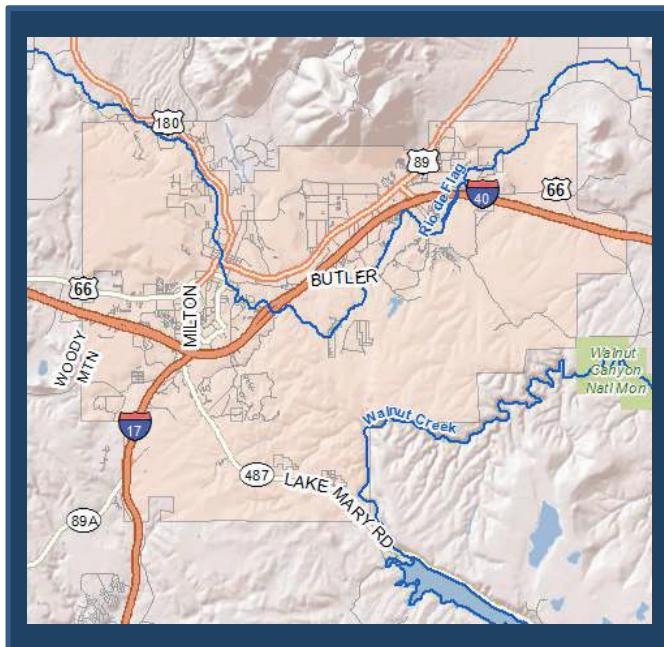 180
89
Rio de Flag
40
66
BUTLER
66
MILTON
WOODY
MTN
Walnut
Canyon
Natl Mon
17
Walnut Creek
487
LAKE MARY RD
89A